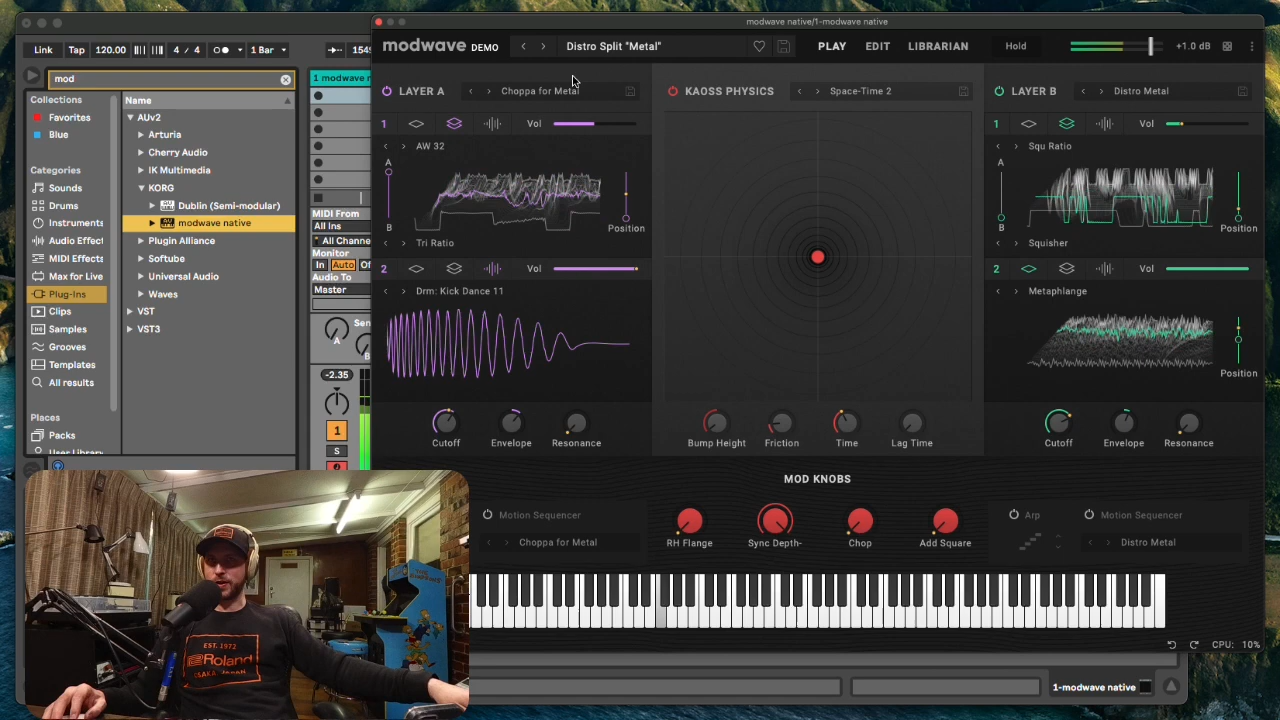 modwave native/1-modwave native
Link Tap 120.00 4 / 4 1 Bar
mod
Collections
Favorites
Blue
Categories
Sounds
Drums
Instruments
Audio Effect
MIDI Effects
Max for Live
Plug-Ins
Clips
Samples
Grooves
Templates
All results
Places
Packs
Name
AUv2
Arturia
Cherry Audio
IK Multimedia
KORG
Dublin (Semi-modular)
modwave native
Plugin Alliance
Softube
Universal Audio
Waves
VST
VST3
1 modwave n
MIDI From
All Ins
All Channe
Monitor
In Auto Of
Audio To
Master
Sen
A
B
-2.35
1
S
modwave DEMO
Distro Split "Metal"
PLAY EDIT LIBRARIAN
Hold
+1.0 dB
LAYER A
Choppa for Metal
1 Vol
AW 32
A
B
Position
Tri Ratio
2 Vol
Drm: Kick Dance 11
Cutoff Envelope Resonance
KAOSS PHYSICS
Space-Time 2
Bump Height Friction Time Lag Time
LAYER B
Distro Metal
1 Vol
Squ Ratio
A
B
Position
Squisher
2 Vol
Metaphlange
Position
Cutoff Envelope Resonance
MOD KNOBS
Motion Sequencer
Choppa for Metal
RH Flange Sync Depth- Chop Add Square
Arp
Motion Sequencer
Distro Metal
CPU: 10%
1-modwave native
EST. 1972
Roland